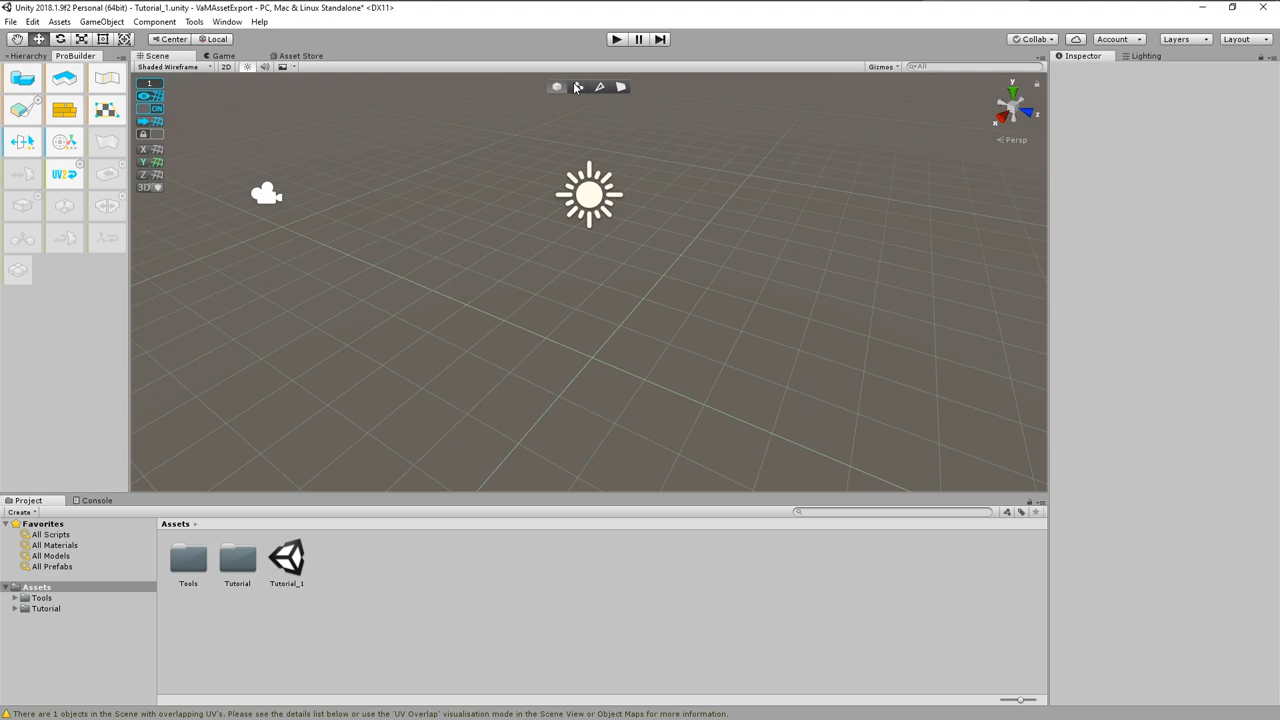 Unity 2018.1.9f2 Personal (64bit) - Tutorial_1.unity - VaMAssetExport - PC, Mac & Linux Standalone* <DX11>
File Edit Assets GameObject Component Tools Window Help
Center Local Collab Account Layers Layout
Hierarchy ProBuilder Scene Game Asset Store Inspector Lighting
Shaded Wireframe 2D Gizmos All
1
ON
X
Y
Z
3D
UV2
y
x
z
Persp
Project Console
Create
Favorites
All Scripts
All Materials
All Models
All Prefabs
Assets
Tools
Tutorial
Assets
Tools Tutorial Tutorial_1
There are 1 objects in the Scene with overlapping UV's. Please see the details list below or use the 'UV Overlap' visualisation mode in the Scene View or Object Maps for more information.